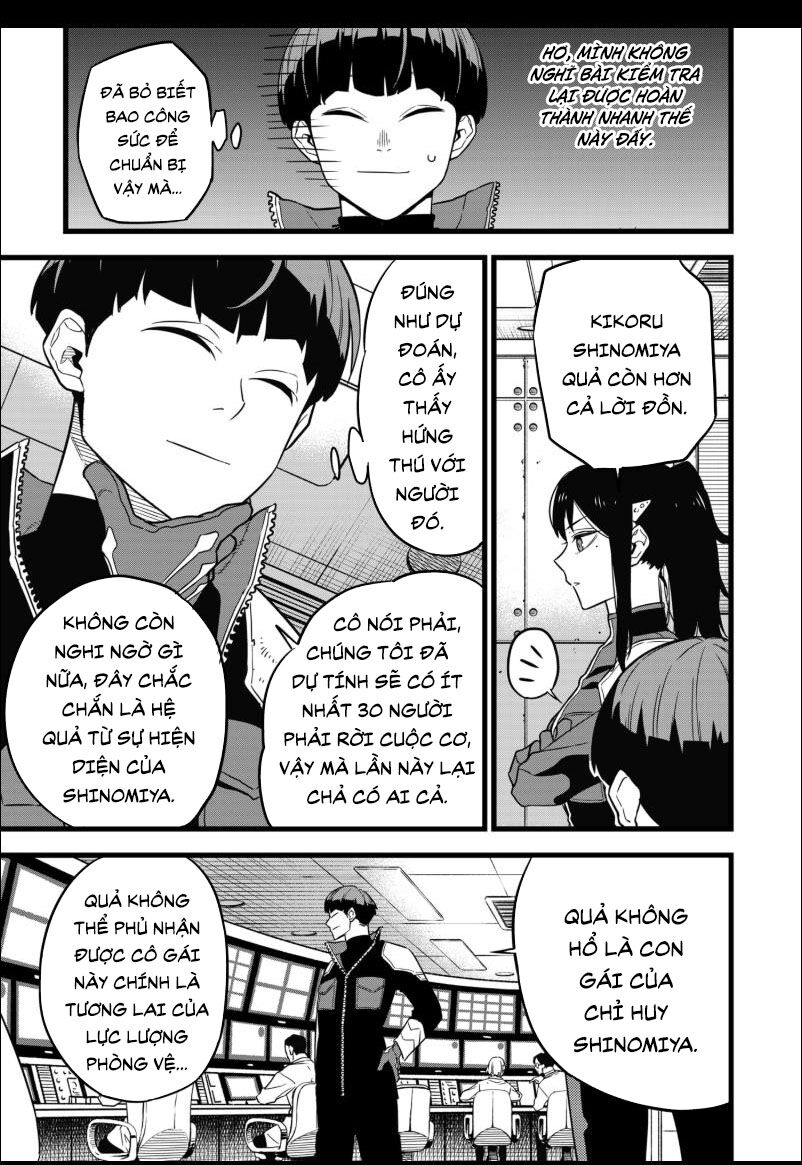 HO, MÌNH KHÔNG
NGHĨ BÀI KIỂM TRA
LẠI ĐƯỢC HOÀN
THÀNH NHANH THẾ
NÀY ĐẤY.
ĐÃ BỎ BIẾT
BAO CÔNG
SỨC ĐỂ
CHUẨN BỊ
VẬY MÀ...
KIKORU
SHINOMIYA
QUẢ CÒN HƠN
CẢ LỜI ĐỒN.
ĐÚNG
NHƯ DỰ
ĐOÁN,
CÔ ẤY
THẤY
HỨNG
THÚ VỚI
NGƯỜI
ĐÓ.
CÔ NÓI PHẢI,
CHÚNG TÔI ĐÃ
DỰ TÍNH SẼ CÓ ÍT
NHẤT 30 NGƯỜI
PHẢI RỜI CUỘC CƠ,
VẬY MÀ LẦN NÀY LẠI
CHẢ CÓ AI CẢ.
KHÔNG CÒN
NGHI NGỜ GÌ
NỮA, ĐÂY CHẮC
CHẮN LÀ HỆ
QUẢ TỪ SỰ HIỆN
DIỆN CỦA
SHINOMIYA.
QUẢ KHÔNG
HỔ LÀ CON
GÁI CỦA
CHỈ HUY
SHINOMIYA.
QUẢ KHÔNG
THỂ PHỦ NHẬN
ĐƯỢC CÔ GÁI
NÀY CHÍNH LÀ
TƯƠNG LAI CỦA
LỰC LƯỢNG
PHÒNG VỆ...